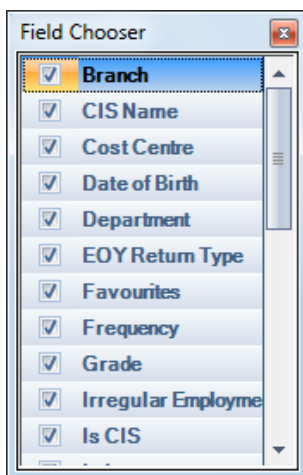 Field Chooser
Branch
CIS Name
Cost Centre
Date of Birth
Department
EOY Return Type
Favourites
Frequency
Grade
Irregular Employme
Is CIS